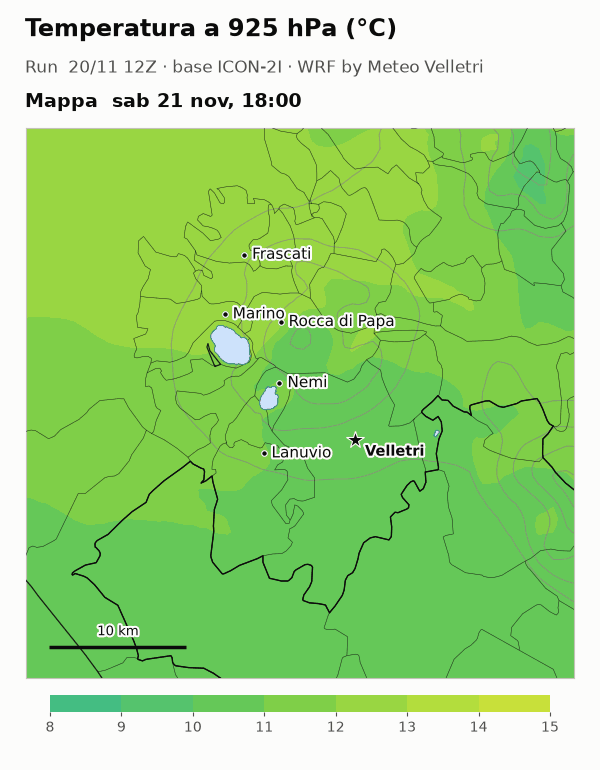 Temperatura a 925 hPa (°C)
Run  20/11 12Z · base ICON-2I · WRF by Meteo Velletri
Mappa  sab 21 nov, 18:00
Frascati
Marino
Rocca di Papa
Nemi
Velletri
Lanuvio
10 km
8 9 10 11 12 13 14 15